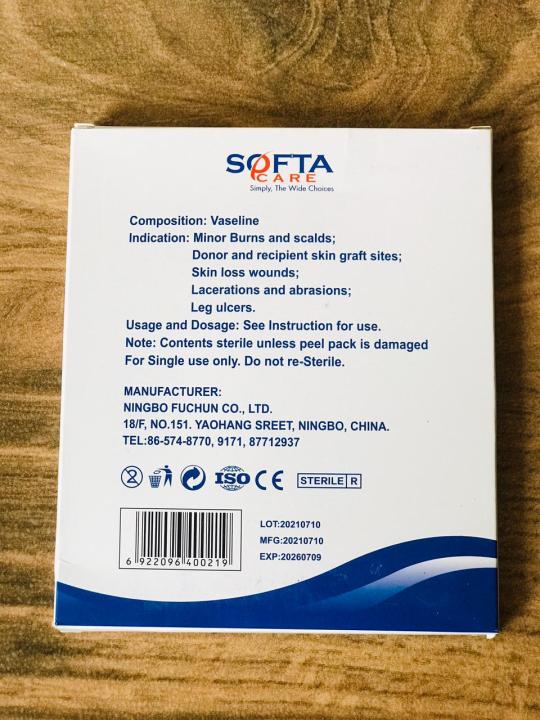 SOFTA
CARE
Simply, The Wide Choices
Composition: Vaseline
Indication: Minor Burns and scalds;
Donor and recipient skin graft sites;
Skin loss wounds;
Lacerations and abrasions;
Leg ulcers.
Usage and Dosage: See Instruction for use.
Note: Contents sterile unless peel pack is damaged
For Single use only. Do not re-Sterile.
MANUFACTURER:
NINGBO FUCHUN CO., LTD.
18/F, NO.151. YAOHANG SREET, NINGBO, CHINA.
TEL:86-574-8770, 9171, 87712937
2 ISO CE STERILE R
LOT:20210710
MFG:20210710
EXP:20260709
6 922096 400219